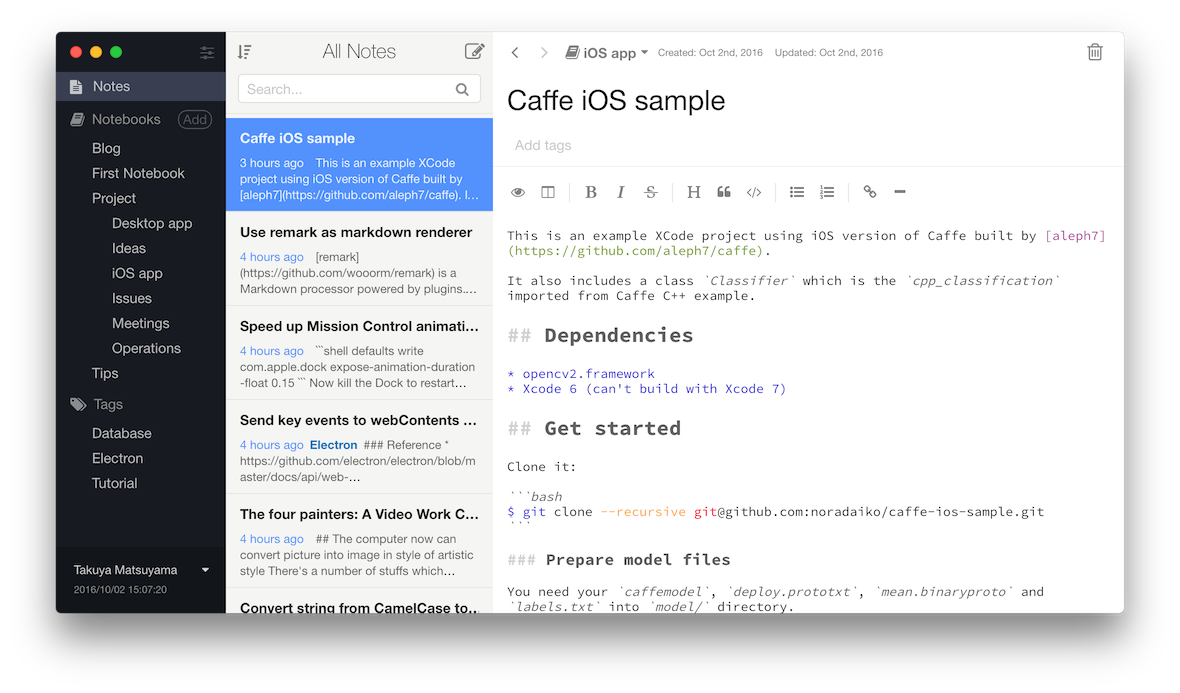 Notes
Notebooks
Add
Blog
First Notebook
Project
Desktop app
Ideas
iOS app
Issues
Meetings
Operations
Tips
Tags
Database
Electron
Tutorial
Takuya Matsuyama
2016/10/02 15:07:20
All Notes
Search...
Caffe iOS sample
3 hours ago This is an example XCode
project using iOS version of Caffe built by
[aleph7](https://github.com/aleph7/caffe). I...
Use remark as markdown renderer
4 hours ago [remark]
(https://github.com/wooorm/remark) is a
Markdown processor powered by plugins....
Speed up Mission Control animati...
4 hours ago ```shell defaults write
com.apple.dock expose-animation-duration
-float 0.15 ``` Now kill the Dock to restart...
Send key events to webContents ...
4 hours ago Electron ### Reference *
https://github.com/electron/electron/blob/m
aster/docs/api/web-...
The four painters: A Video Work C...
4 hours ago ## The computer now can
convert picture into image in style of artistic
style There's a number of stuffs which...
Convert string from CamelCase to...
iOS app Created: Oct 2nd, 2016 Updated: Oct 2nd, 2016
Caffe iOS sample
Add tags
B I S H </>
This is an example XCode project using iOS version of Caffe built by [aleph7]
(https://github.com/aleph7/caffe).
It also includes a class `Classifier` which is the `cpp_classification`
imported from Caffe C++ example.
## Dependencies
* opencv2.framework
* Xcode 6 (can't build with Xcode 7)
## Get started
Clone it:
```bash
$ git clone --recursive git@github.com:noradaiko/caffe-ios-sample.git
```
### Prepare model files
You need your `caffemodel`, `deploy.prototxt`, `mean.binaryproto` and
`labels.txt` into `model/` directory.